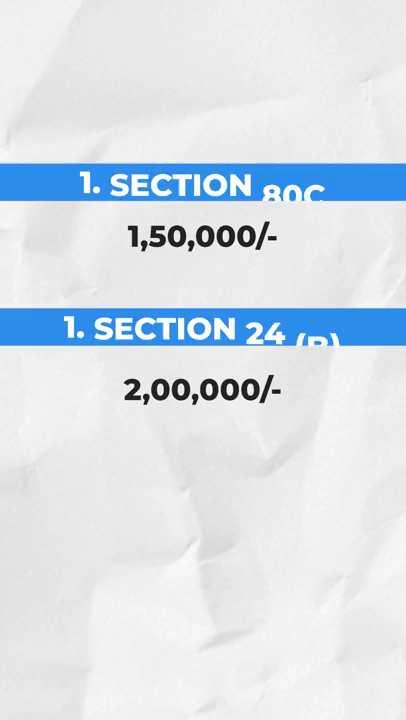 1. SECTION 80C
1,50,000/-
1. SECTION 24 (B)
2,00,000/-